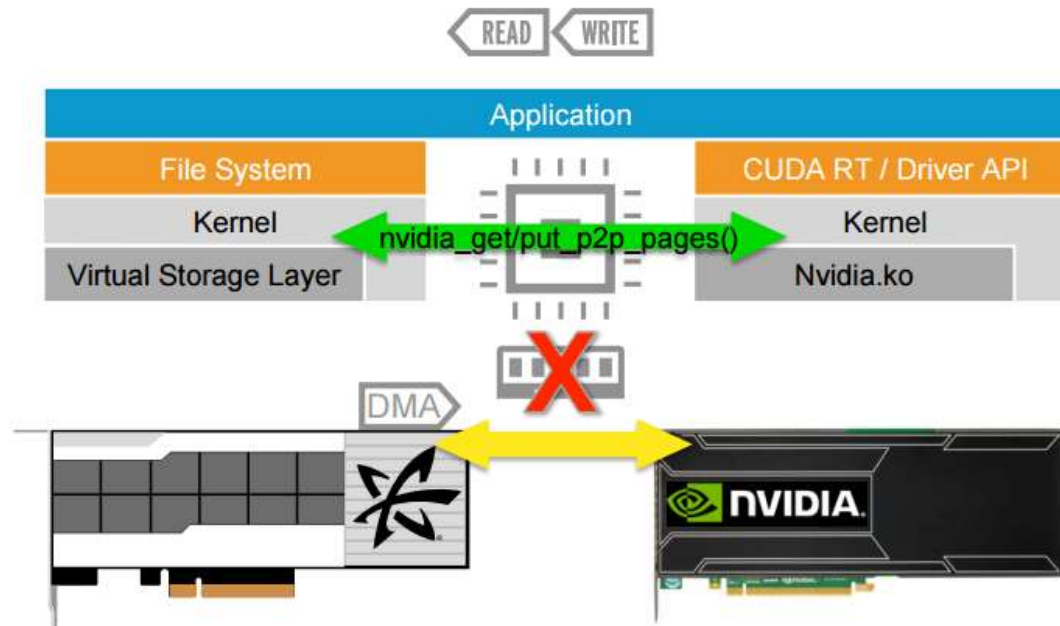 READ WRITE
Application
File System
CUDA RT / Driver API
Kernel
nvidia_get/put_p2p_pages()
Kernel
Virtual Storage Layer
Nvidia.ko
X
DMA
NVIDIA.